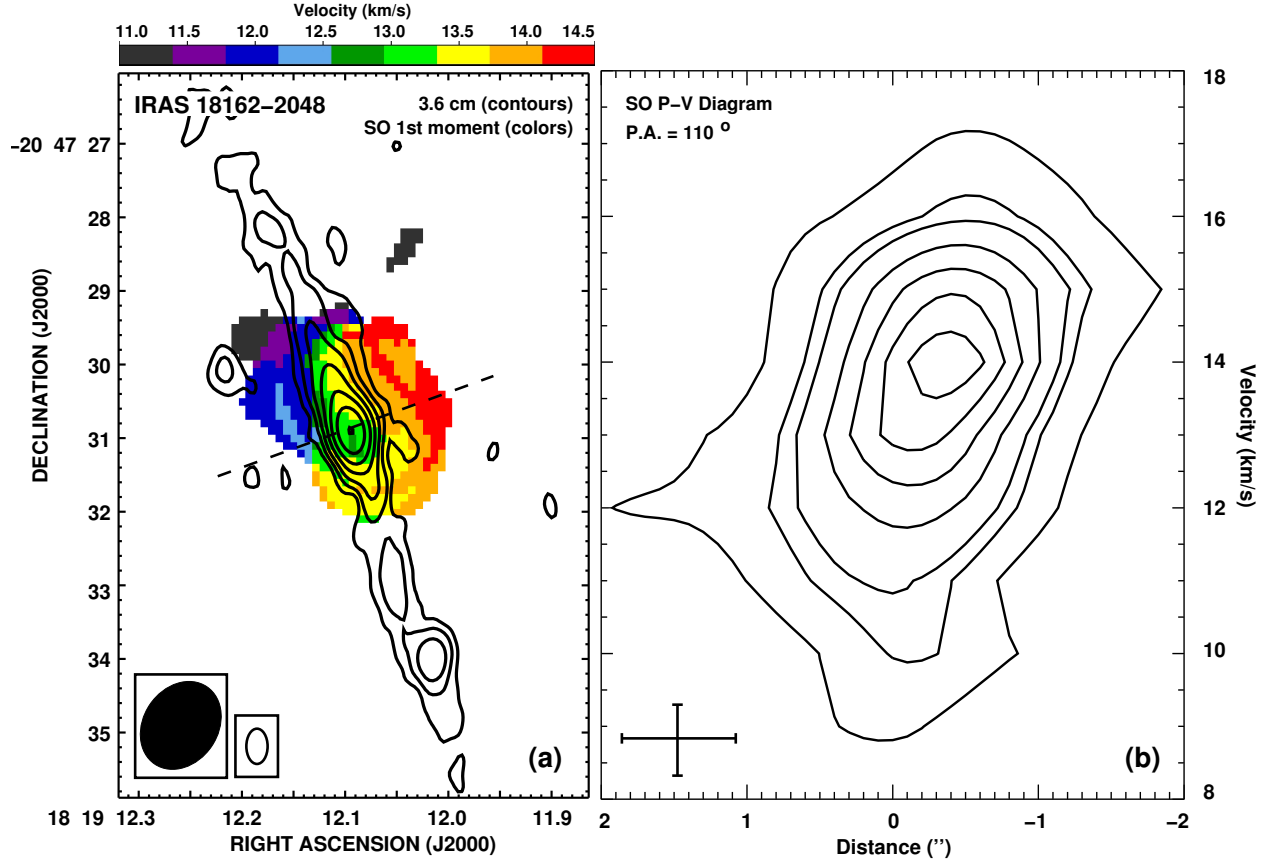 Velocity (km/s)
11.0 11.5 12.0 12.5 13.0 13.5 14.0 14.5
IRAS 18162−2048
3.6 cm (contours)
SO 1st moment (colors)
−20 47 27
28
29
30
31
32
33
34
35
DECLINATION (J2000)
(a)
18 19 12.3 12.2 12.1 12.0 11.9
RIGHT ASCENSION (J2000)
SO P−V Diagram
P.A. = 110 °
18
16
14
12
10
8
Velocity (km/s)
(b)
2 1 0 −1 −2
Distance (’’)